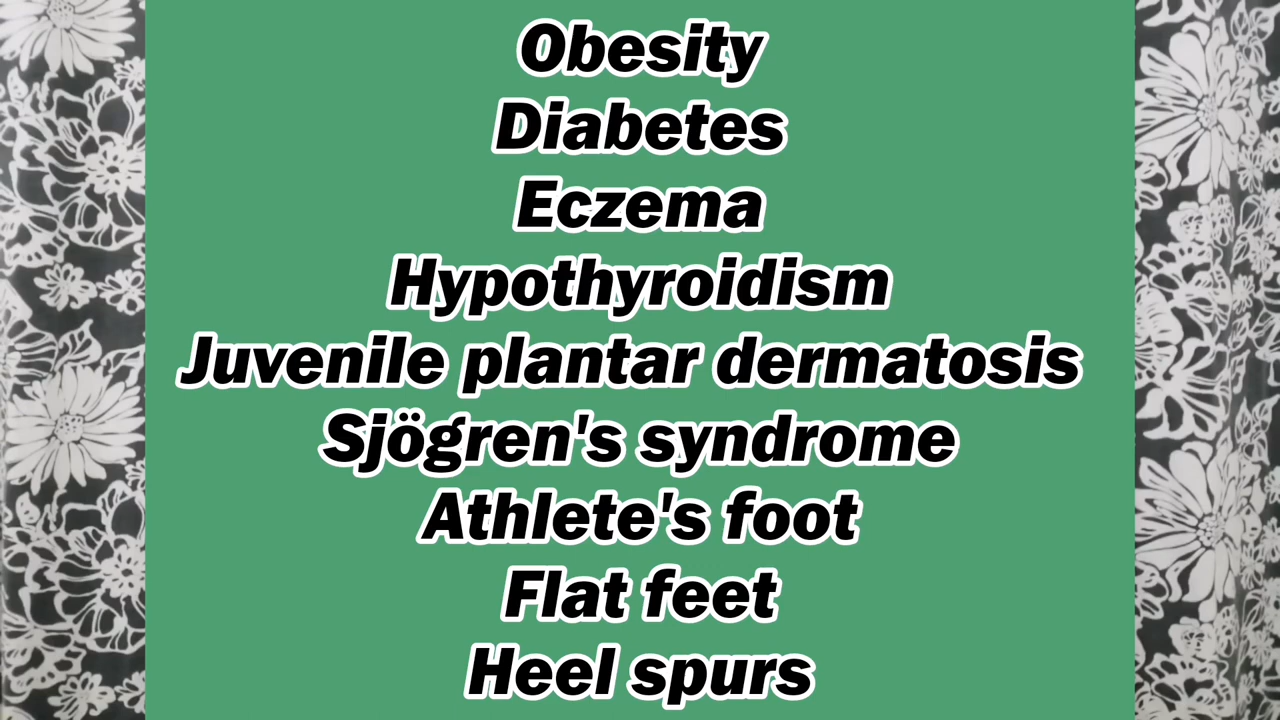 Obesity
Diabetes
Eczema
Hypothyroidism
Juvenile plantar dermatosis
Sjögren's syndrome
Athlete's foot
Flat feet
Heel spurs